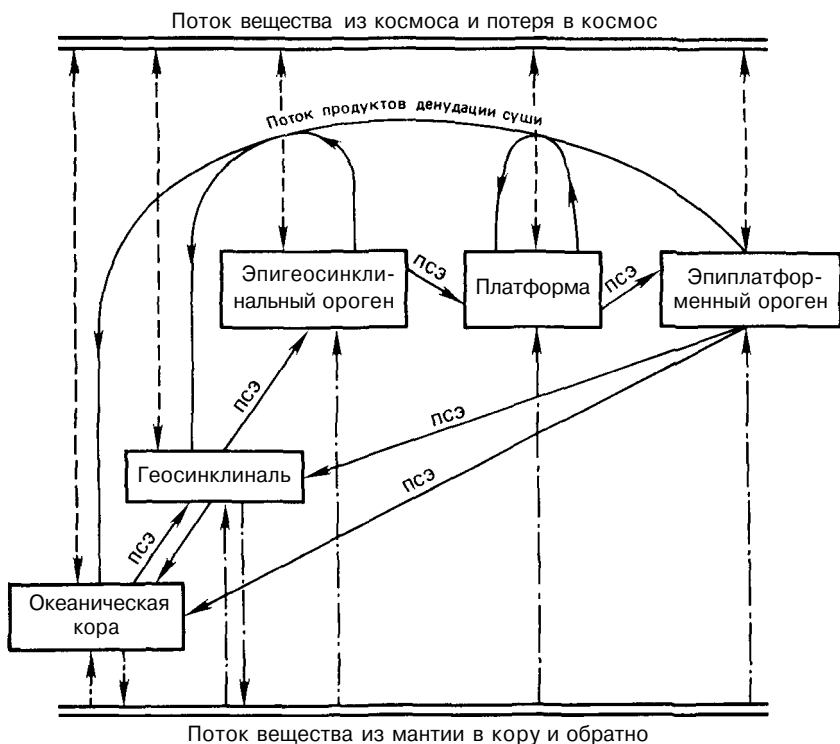 Поток вещества из космоса и потеря в космос
Поток продуктов денудации суши
Эпигеосинкли-
нальный ороген
ПСЭ
Платформа
ПСЭ
Эпиплатфор-
менный ороген
ПСЭ
ПСЭ
Геосинклиналь
ПСЭ
ПСЭ
Океаническая
кора
Поток вещества из мантии в кору и обратно